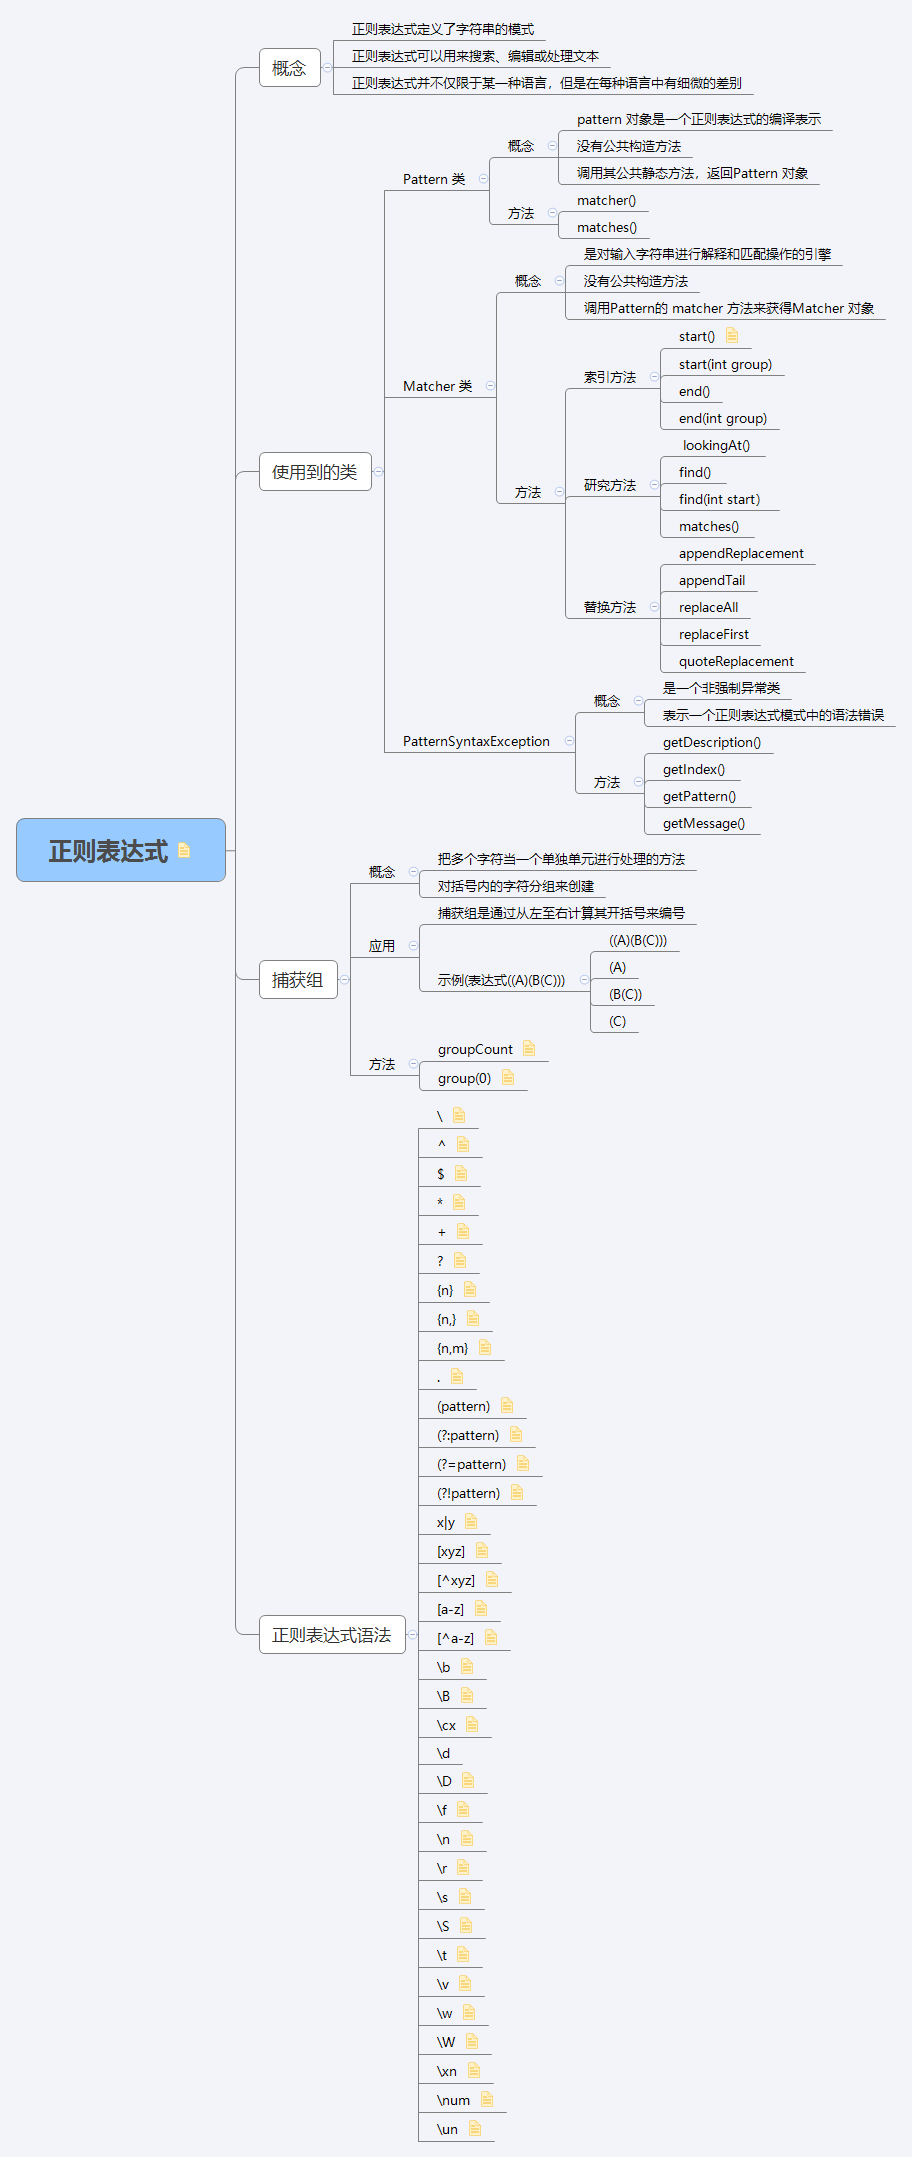 正则表达式
概念
正则表达式定义了字符串的模式
正则表达式可以用来搜索、编辑或处理文本
正则表达式并不仅限于某一种语言，但是在每种语言中有细微的差别
使用到的类
Pattern 类
概念
pattern 对象是一个正则表达式的编译表示
没有公共构造方法
调用其公共静态方法，返回Pattern 对象
方法
matcher()
matches()
Matcher 类
概念
是对输入字符串进行解释和匹配操作的引擎
没有公共构造方法
调用Pattern的 matcher 方法来获得Matcher 对象
方法
索引方法
start()
start(int group)
end()
end(int group)
研究方法
lookingAt()
find()
find(int start)
matches()
替换方法
appendReplacement
appendTail
replaceAll
replaceFirst
quoteReplacement
PatternSyntaxException
概念
是一个非强制异常类
表示一个正则表达式模式中的语法错误
方法
getDescription()
getIndex()
getPattern()
getMessage()
捕获组
概念
把多个字符当一个单独单元进行处理的方法
对括号内的字符分组来创建
应用
捕获组是通过从左至右计算其开括号来编号
示例(表达式((A)(B(C)))
((A)(B(C)))
(A)
(B(C))
(C)
方法
groupCount
group(0)
正则表达式语法
\
^
$
*
+
?
{n}
{n,}
{n,m}
.
(pattern)
(?:pattern)
(?=pattern)
(?!pattern)
x|y
[xyz]
[^xyz]
[a-z]
[^a-z]
\b
\B
\cx
\d
\D
\f
\n
\r
\s
\S
\t
\v
\w
\W
\xn
\num
\un